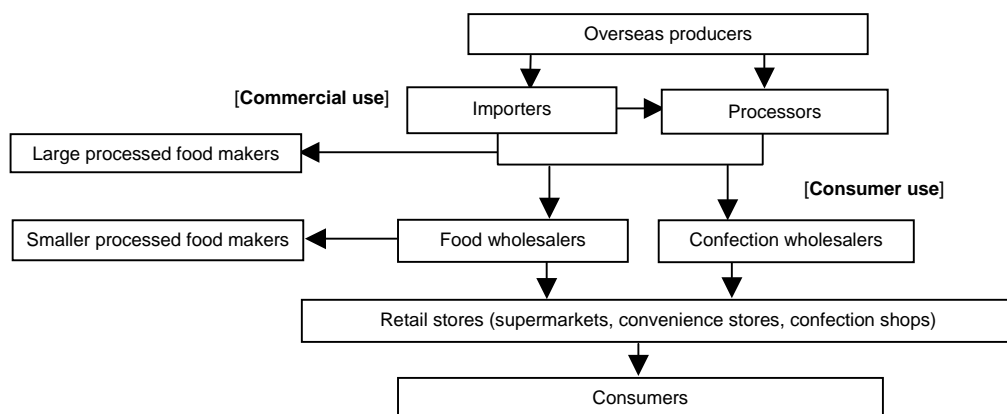 Overseas producers
[Commercial use]
Importers
Processors
Large processed food makers
[Consumer use]
Smaller processed food makers
Food wholesalers
Confection wholesalers
Retail stores (supermarkets, convenience stores, confection shops)
Consumers